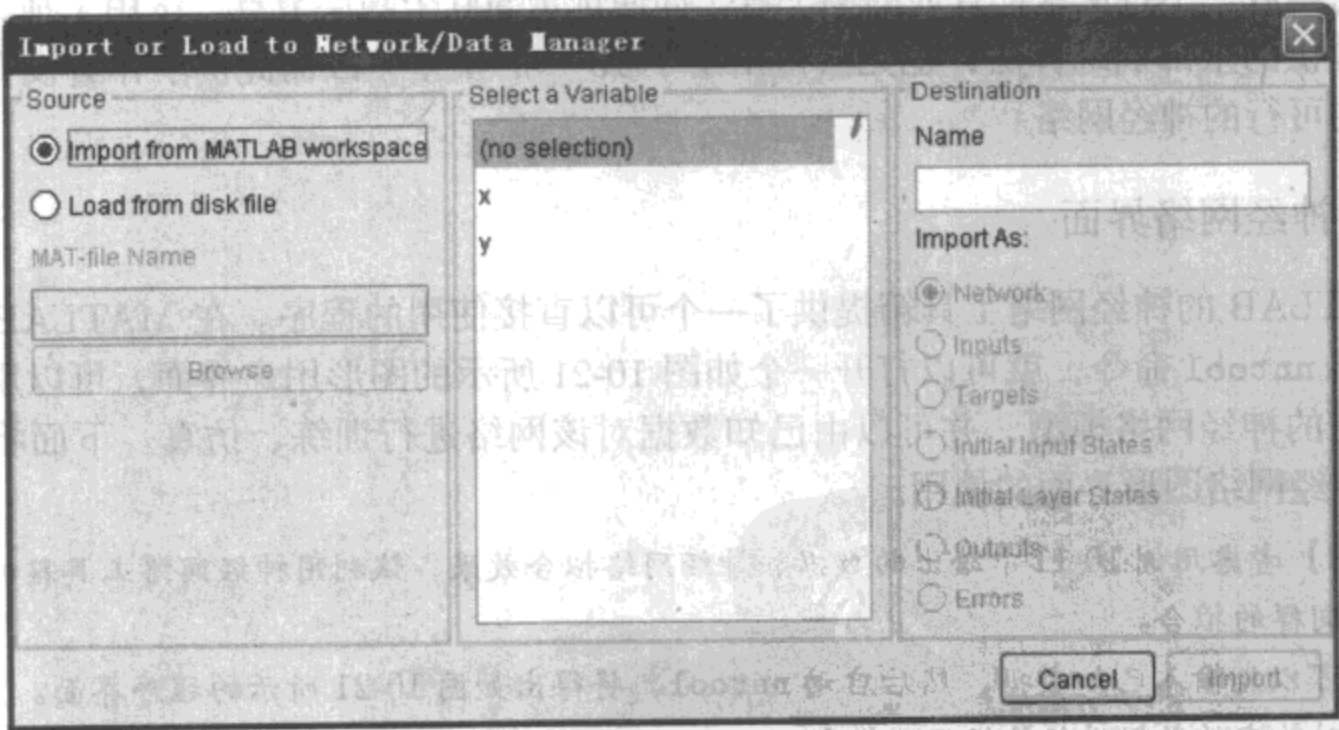 Import or Load to Network/Data Manager
Source
Import from MATLAB workspace
Load from disk file
MAT-file Name
Browse
Select a Variable
(no selection)
x
y
Destination
Name
Import As:
Network
Inputs
Targets
Initial Input States
Initial Layer States
Outputs
Errors
Cancel
Import